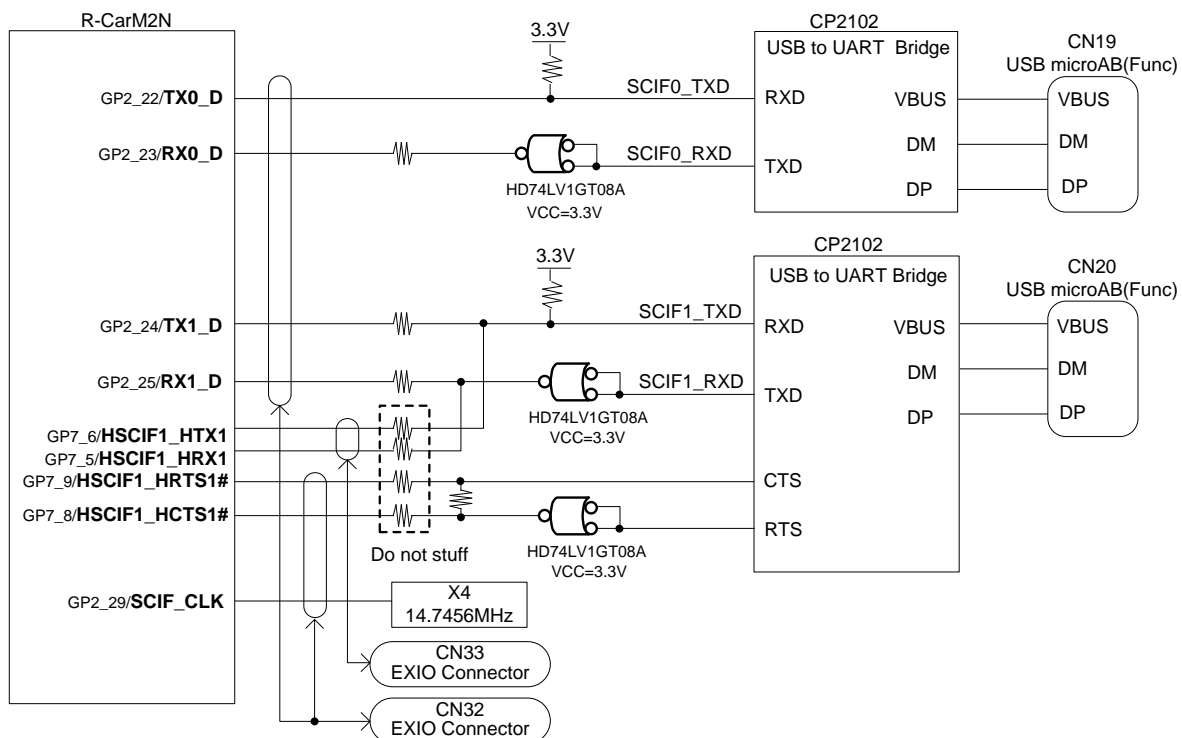 R-CarM2N
CP2102
USB to UART Bridge
CN19
USB microAB(Func)
3.3V
GP2_22/TX0_D
SCIF0_TXD
RXD
VBUS
VBUS
DM
DM
GP2_23/RX0_D
SCIF0_RXD
TXD
DP
DP
HD74LV1GT08A
VCC=3.3V
CP2102
USB to UART Bridge
CN20
USB microAB(Func)
3.3V
GP2_24/TX1_D
SCIF1_TXD
RXD
VBUS
VBUS
DM
DM
GP2_25/RX1_D
SCIF1_RXD
TXD
DP
DP
HD74LV1GT08A
VCC=3.3V
GP7_6/HSCIF1_HTX1
GP7_5/HSCIF1_HRX1
GP7_9/HSCIF1_HRTS1#
CTS
GP7_8/HSCIF1_HCTS1#
RTS
Do not stuff
HD74LV1GT08A
VCC=3.3V
GP2_29/SCIF_CLK
X4
14.7456MHz
CN33
EXIO Connector
CN32
EXIO Connector